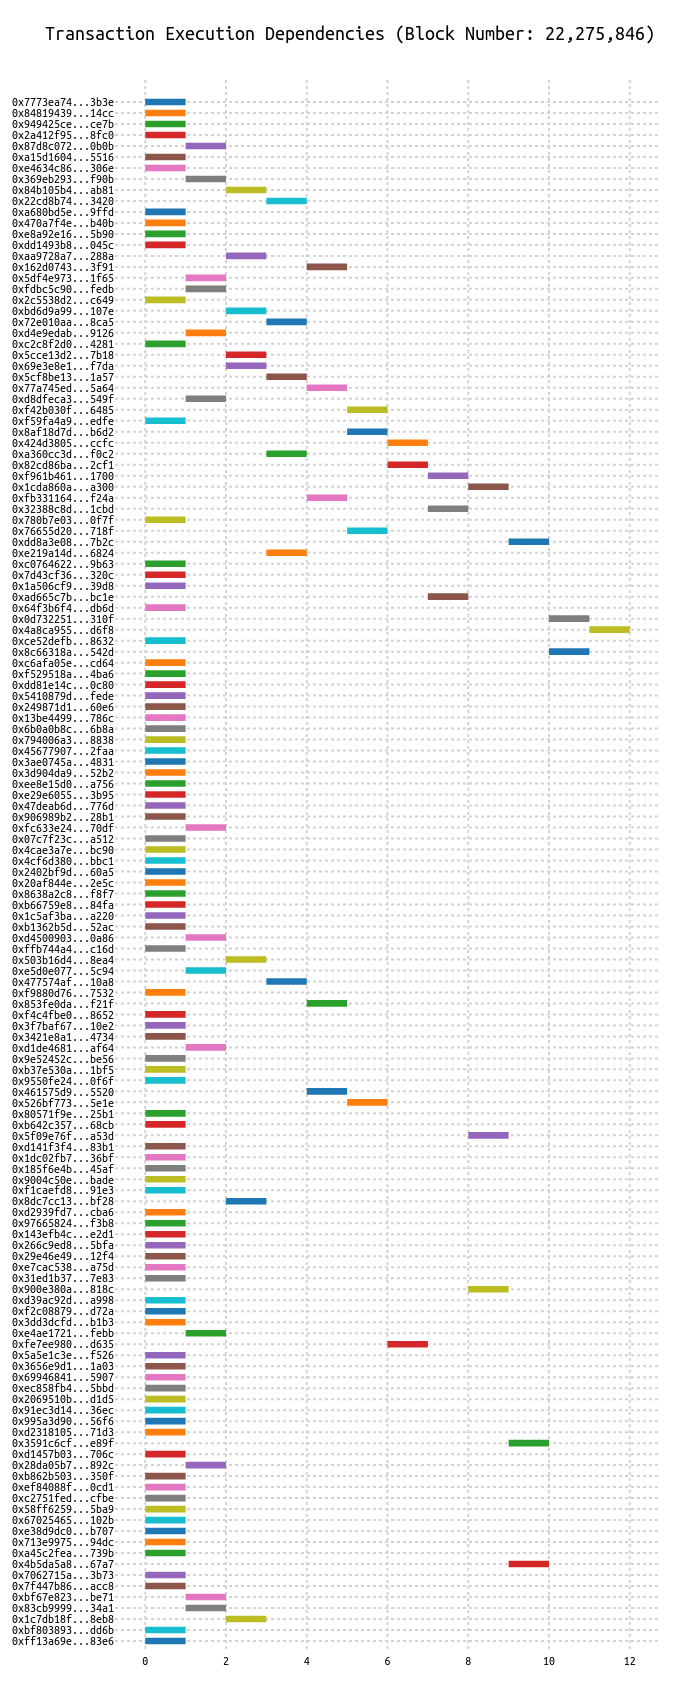 Transaction Execution Dependencies (Block Number: 22,275,846)
0x7773ea74...3b3e
0x84819439...14cc
0x949425ce...ce7b
0x2a412f95...8fc0
0x87d8c072...0b0b
0xa15d1604...5516
0xe4634c86...306e
0x369eb293...f90b
0x84b105b4...ab81
0x22cd8b74...3420
0xa680bd5e...9ffd
0x470a7f4e...b40b
0xe8a92e16...5b90
0xdd1493b8...045c
0xaa9728a7...288a
0x162d0743...3f91
0x5df4e973...1f65
0xfdbc5c90...fedb
0x2c5538d2...c649
0xbd6d9a99...107e
0x72e010aa...8ca5
0xd4e9edab...9126
0xc2c8f2d0...4281
0x5cce13d2...7b18
0x69e3e8e1...f7da
0x5cf8be13...1a57
0x77a745ed...5a64
0xd8dfeca3...549f
0xf42b030f...6485
0xf59fa4a9...edfe
0x8af18d7d...b6d2
0x424d3805...ccfc
0xa360cc3d...f0c2
0x82cd86ba...2cf1
0xf961b461...1700
0x1cda860a...a300
0xfb331164...f24a
0x32388c8d...1cbd
0x780b7e03...0f7f
0x76655d20...718f
0xdd8a3e08...7b2c
0xe219a14d...6824
0xc0764622...9b63
0x7d43cf36...320c
0x1a506cf9...39d8
0xad665c7b...bc1e
0x64f3b6f4...db6d
0x0d732251...310f
0x4a8ca955...d6f8
0xce52defb...8632
0x8c66318a...542d
0xc6afa05e...cd64
0xf529518a...4ba6
0xdd81e14c...0c80
0x5410879d...fede
0x249871d1...60e6
0x13be4499...786c
0x6b0a0b8c...6b8a
0x794006a3...8838
0x45677907...2faa
0x3ae0745a...4831
0x3d904da9...52b2
0xee8e15d0...a756
0xe29e6055...3b95
0x47deab6d...776d
0x906989b2...28b1
0xfc633e24...70df
0x07c7f23c...a512
0x4cae3a7e...bc90
0x4cf6d380...bbc1
0x2402bf9d...60a5
0x20af844e...2e5c
0x8638a2c8...f8f7
0xb66759e8...84fa
0x1c5af3ba...a220
0xb1362b5d...52ac
0xd4500903...0a86
0xffb744a4...c16d
0x503b16d4...8ea4
0xe5d0e077...5c94
0x477574af...10a8
0xf9880d76...7532
0x853fe0da...f21f
0xf4c4fbe0...8652
0x3f7baf67...10e2
0x3421e8a1...4734
0xd1de4681...af64
0x9e52452c...be56
0xb37e530a...1bf5
0x9550fe24...0f6f
0x461575d9...5520
0x526bf773...5e1e
0x80571f9e...25b1
0xb642c357...68cb
0x5f09e76f...a53d
0xd141f3f4...83b1
0x1dc02fb7...36bf
0x185f6e4b...45af
0x9004c50e...bade
0xf1caefd8...91e3
0x8dc7cc13...bf28
0xd2939fd7...cba6
0x97665824...f3b8
0x143efb4c...e2d1
0x266c9ed8...5bfa
0x29e46e49...12f4
0xe7cac538...a75d
0x31ed1b37...7e83
0x900e380a...818c
0xd39ac92d...a998
0xf2c08879...d72a
0x3dd3dcfd...b1b3
0xe4ae1721...febb
0xfe7ee980...d635
0x5a5e1c3e...f526
0x3656e9d1...1a03
0x69946841...5907
0xec858fb4...5bbd
0x2069510b...d1d5
0x91ec3d14...36ec
0x995a3d90...56f6
0xd2318105...71d3
0x3591c6cf...e89f
0xd1457b03...706c
0x28da05b7...892c
0xb862b503...350f
0xef84088f...0cd1
0xc2751fed...cfbe
0x58ff6259...5ba9
0x67025465...102b
0xe38d9dc0...b707
0x713e9975...94dc
0xa45c2fea...739b
0x4b5da5a8...67a7
0x7062715a...3b73
0x7f447b86...acc8
0xbf67e823...be71
0x83cb9999...34a1
0x1c7db18f...8eb8
0xbf803893...dd6b
0xff13a69e...83e6
0 2 4 6 8 10 12